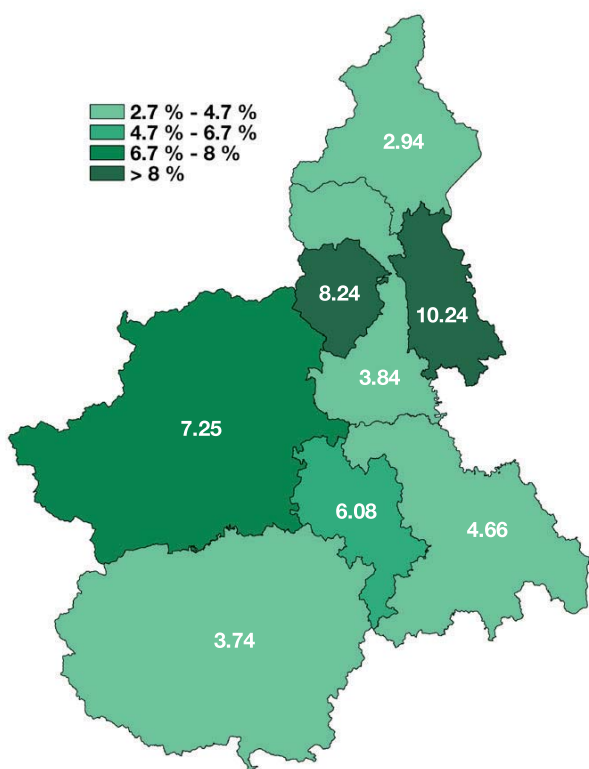 2.7 % - 4.7 %
4.7 % - 6.7 %
6.7 % - 8 %
> 8 %
2.94
8.24
10.24
3.84
7.25
6.08
4.66
3.74